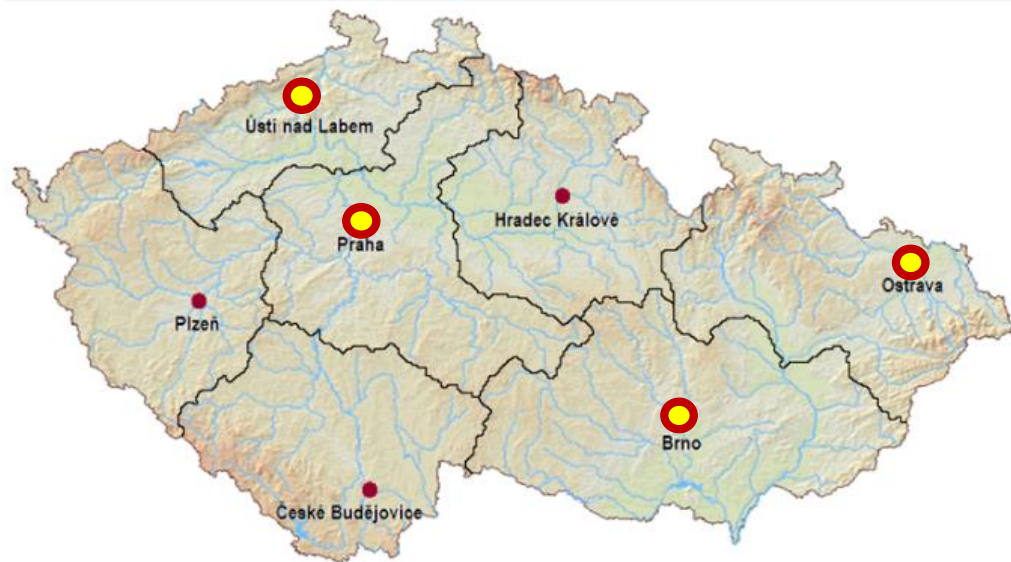 Ústí nad Labem
Hradec Králové
Praha
Ostrava
Plzeň
Brno
České Budějovice